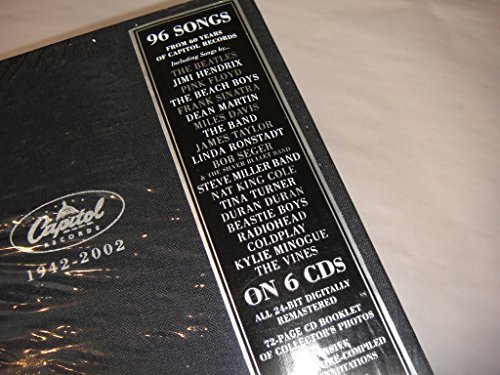 96 SONGS
FROM 60 YEARS
OF CAPITOL RECORDS
Including Songs by...
THE BEATLES
JIMI HENDRIX
PINK FLOYD
THE BEACH BOYS
FRANK SINATRA
DEAN MARTIN
MILES DAVIS
THE BAND
JAMES TAYLOR
LINDA RONSTADT
BOB SEGER
& THE SILVER BULLET BAND
STEVE MILLER BAND
NAT KING COLE
TINA TURNER
DURAN DURAN
BEASTIE BOYS
RADIOHEAD
COLDPLAY
KYLIE MINOGUE
THE VINES
ON 6 CDS
ALL 24-BIT DIGITALLY
REMASTERED
72-PAGE CD BOOKLET
OF COLLECTOR'S PHOTOS
Capitol
RECORDS
1942-2002